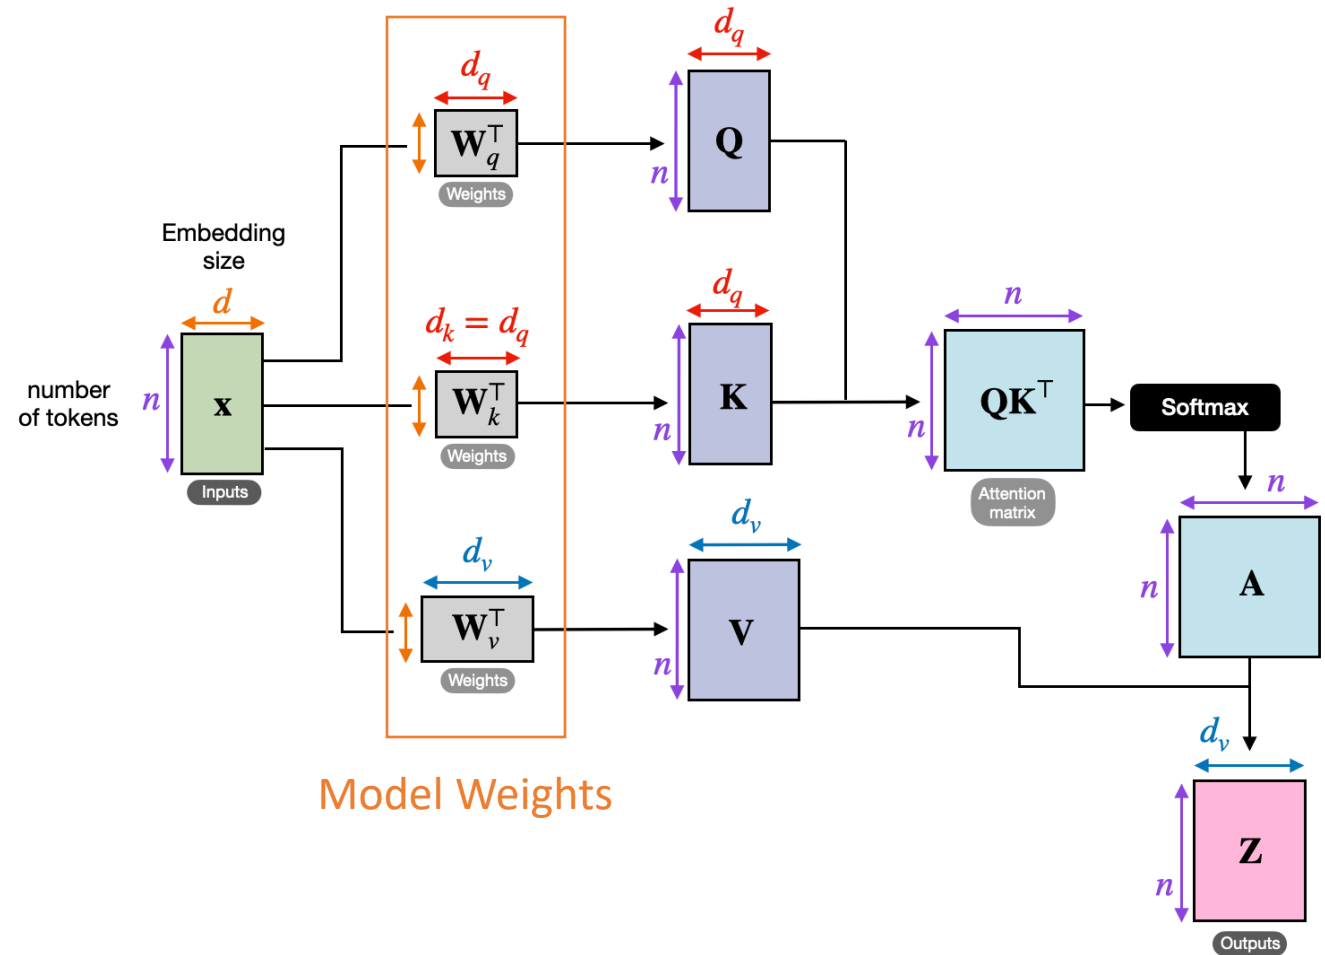 d_q
W_q^⊤
Weights
d_q
Q
n
Embedding
size
d
number
of tokens
n
x
Inputs
d_k = d_q
W_k^⊤
Weights
d_q
K
n
n
n
QK^⊤
Attention
matrix
Softmax
d_v
W_v^⊤
Weights
d_v
V
n
n
n
A
Model Weights
d_v
n
Z
Outputs